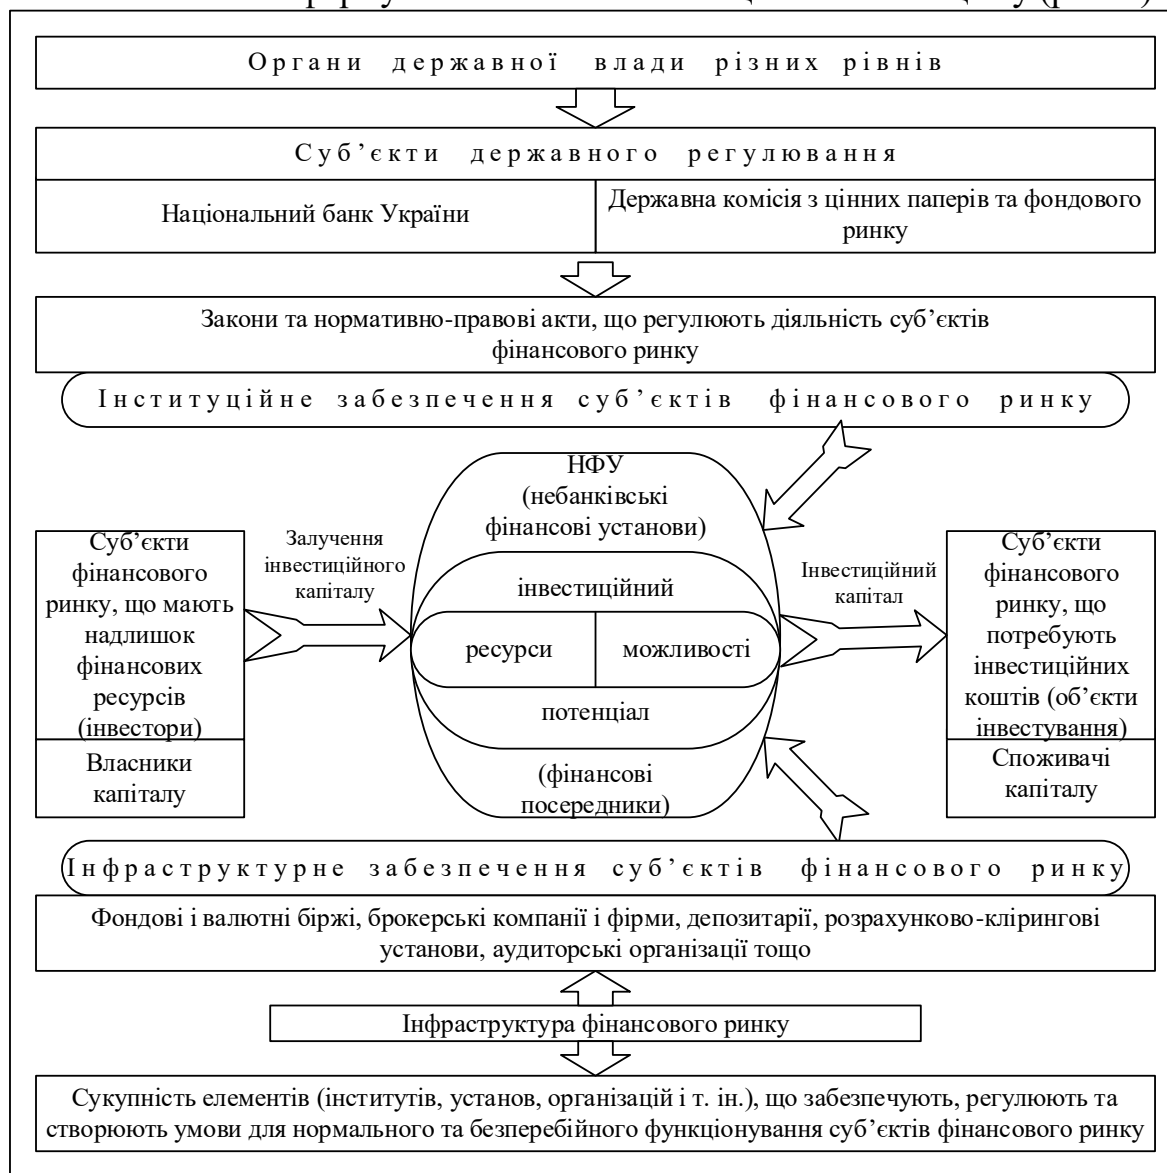 Органи державної влади різних рівнів
Суб’єкти державного регулювання
Національний банк України
Державна комісія з цінних паперів та фондового
ринку
Закони та нормативно-правові акти, що регулюють діяльність суб’єктів
фінансового ринку
Інституційне забезпечення суб’єктів фінансового ринку
НФУ
(небанківські
фінансові установи)
Суб’єкти
фінансового
ринку, що мають
надлишок
фінансових
ресурсів
(інвестори)
Власники
капіталу
Залучення
інвестиційного
капіталу
інвестиційний
ресурси
можливості
потенціал
(фінансові
посередники)
Інвестиційний
капітал
Суб’єкти
фінансового
ринку, що
потребують
інвестиційних
коштів (об’єкти
інвестування)
Споживачі
капіталу
Інфраструктурне забезпечення суб’єктів фінансового ринку
Фондові і валютні біржі, брокерські компанії і фірми, депозитарії, розрахунково-клірингові
установи, аудиторські організації тощо
Інфраструктура фінансового ринку
Сукупність елементів (інститутів, установ, організацій і т. ін.), що забезпечують, регулюють та
створюють умови для нормального та безперебійного функціонування суб’єктів фінансового ринку